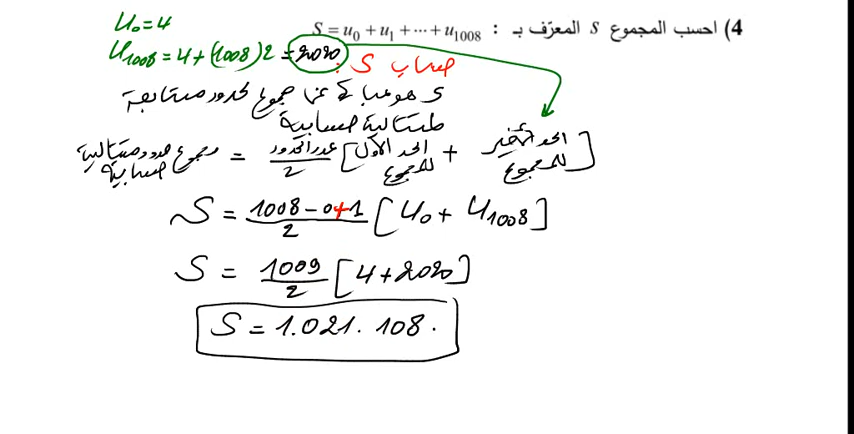 4) احسب المجموع S المعرّف بـ : S = u₀ + u₁ + ⋯ + u₁₀₀₈
U₀ = 4
U₁₀₀₈ = 4 + (1008)2 = 2020
حساب S :
S هو عبارة عن مجموع لحدود متتابعة
لمتتالية حسابية
مجموع حدود متتالية حسابية = عدد الحدود / 2 [الحد الأول للمجموع + الحد الأخير للمجموع]
S = (1008 - 0 + 1) / 2 [U₀ + U₁₀₀₈]
S = 1009 / 2 [4 + 2020]
S = 1.021.108.